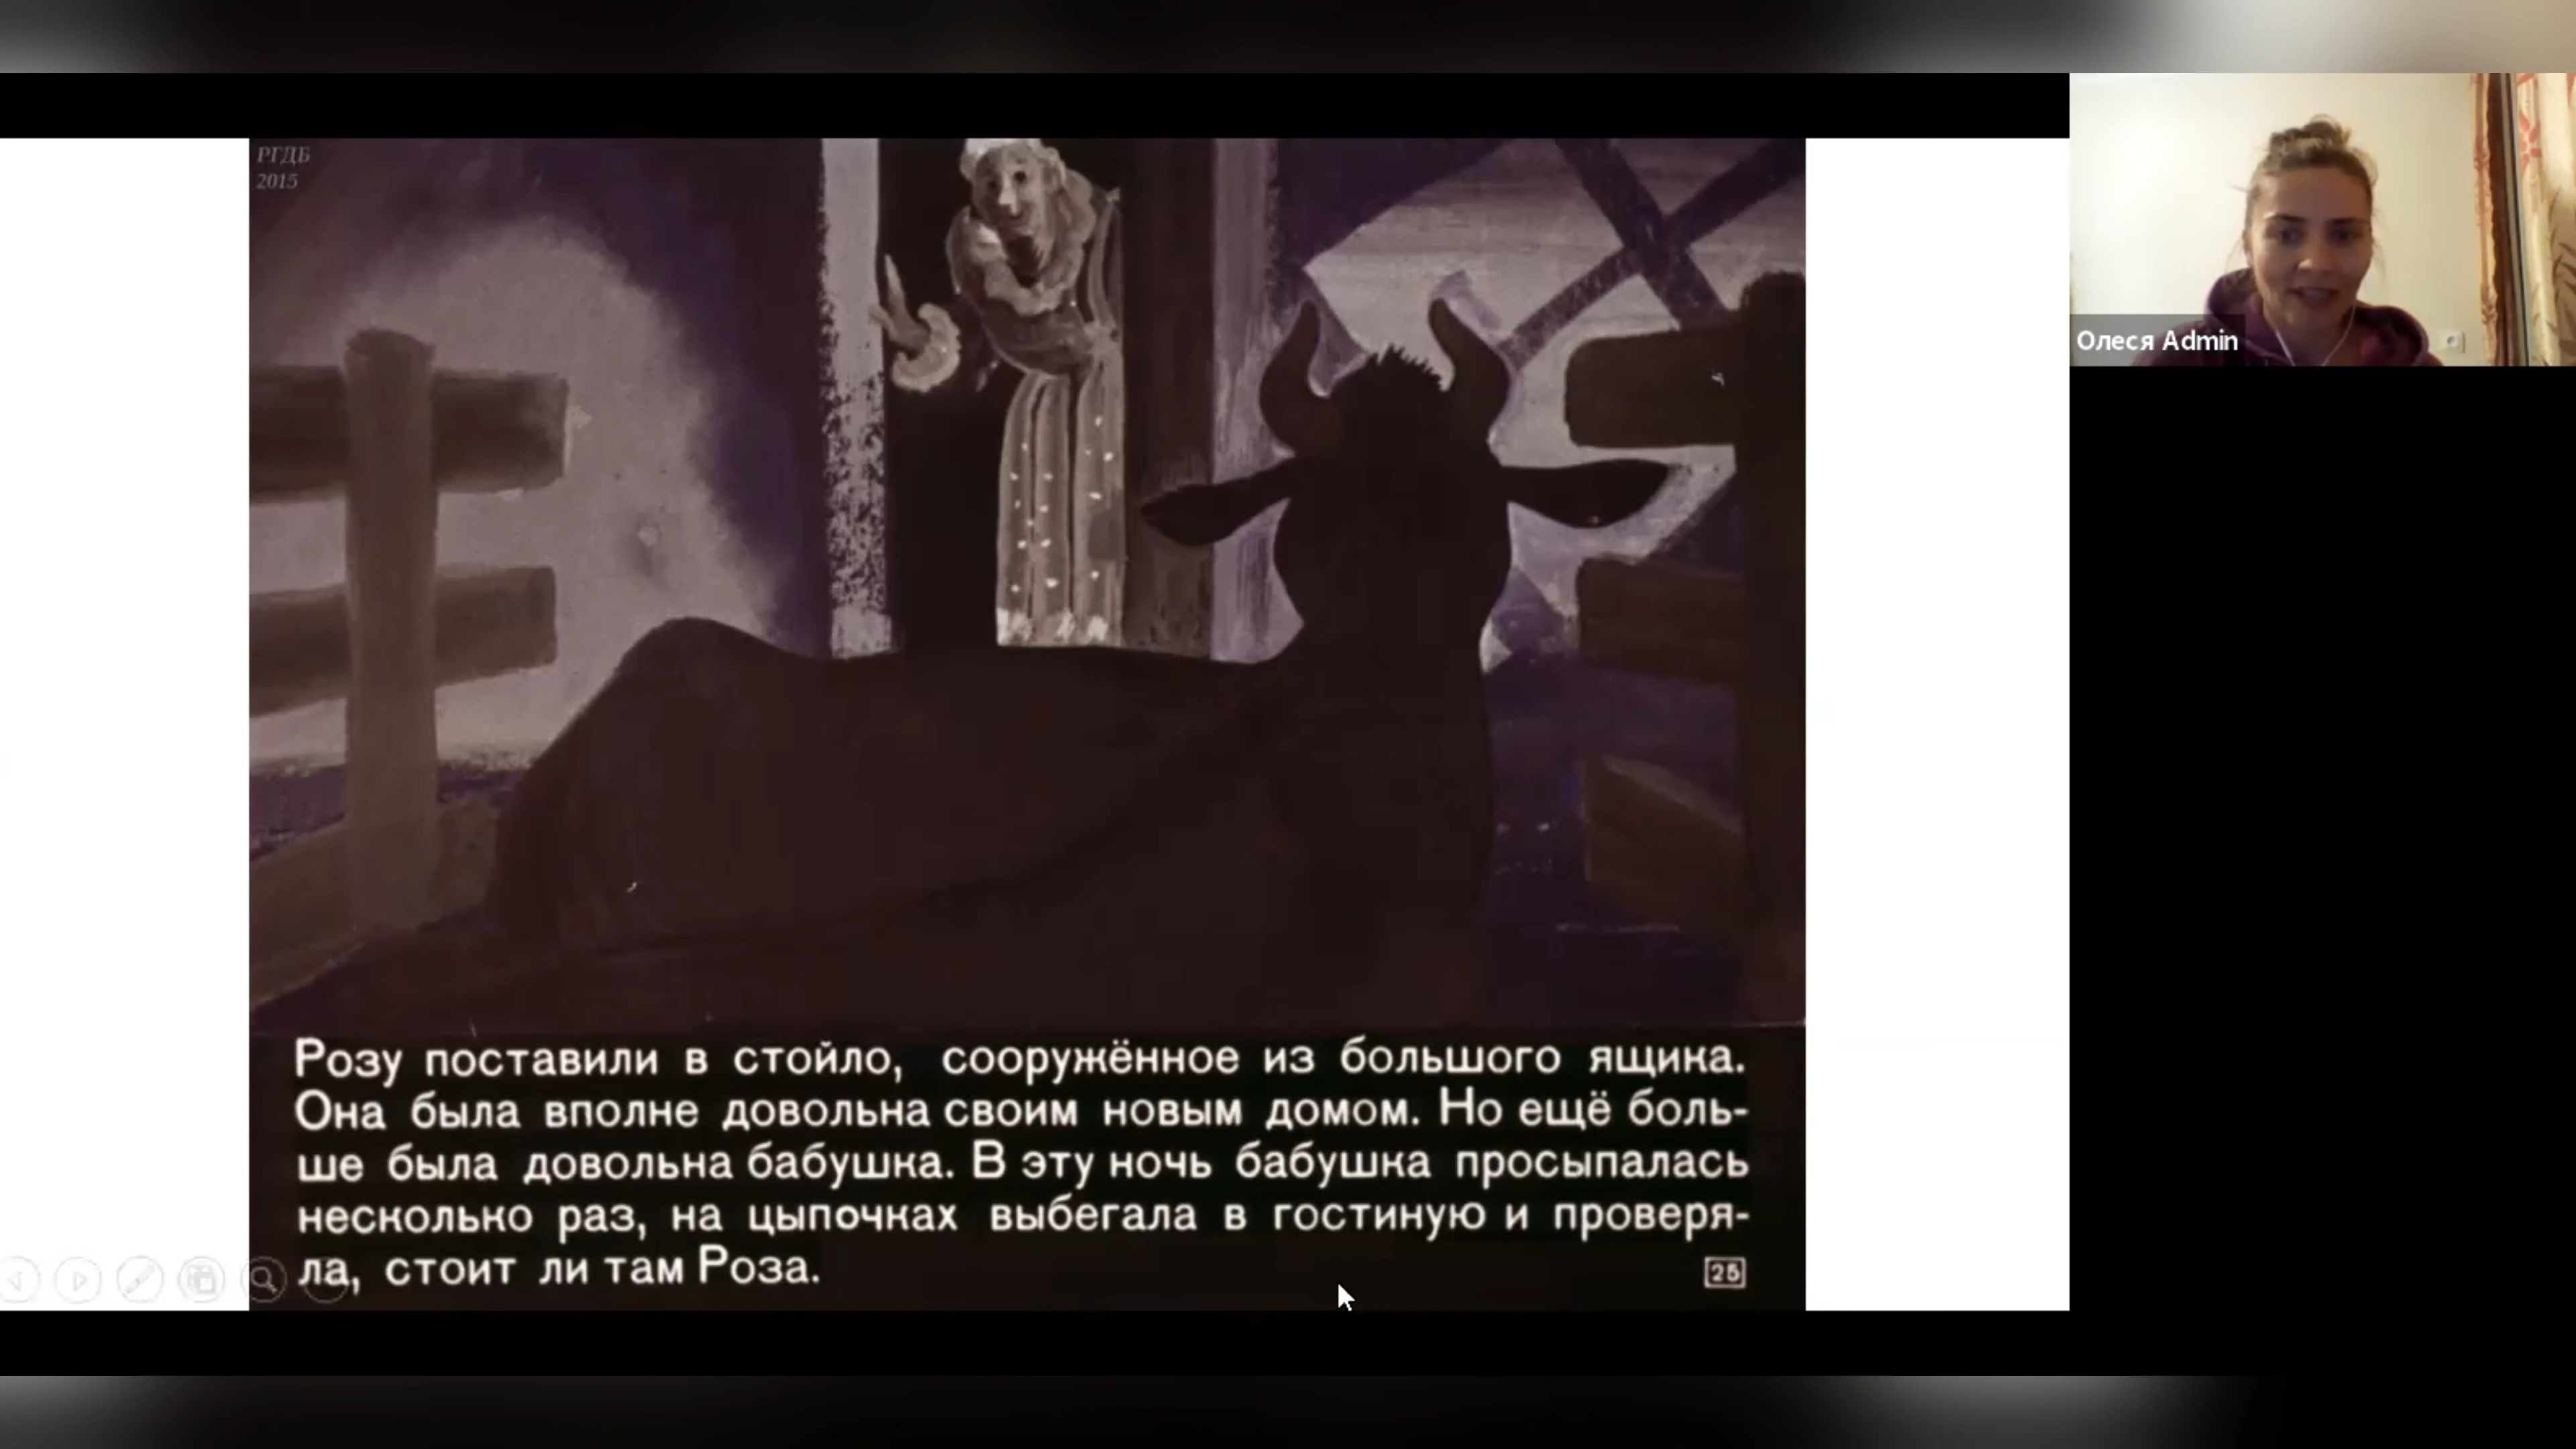 РГДБ
2015
Олеся Admin
Розу поставили в стойло, сооружённое из большого ящика.
Она была вполне довольна своим новым домом. Но ещё боль-
ше была довольна бабушка. В эту ночь бабушка просыпалась
несколько раз, на цыпочках выбегала в гостиную и проверя-
ла, стоит ли там Роза.
25